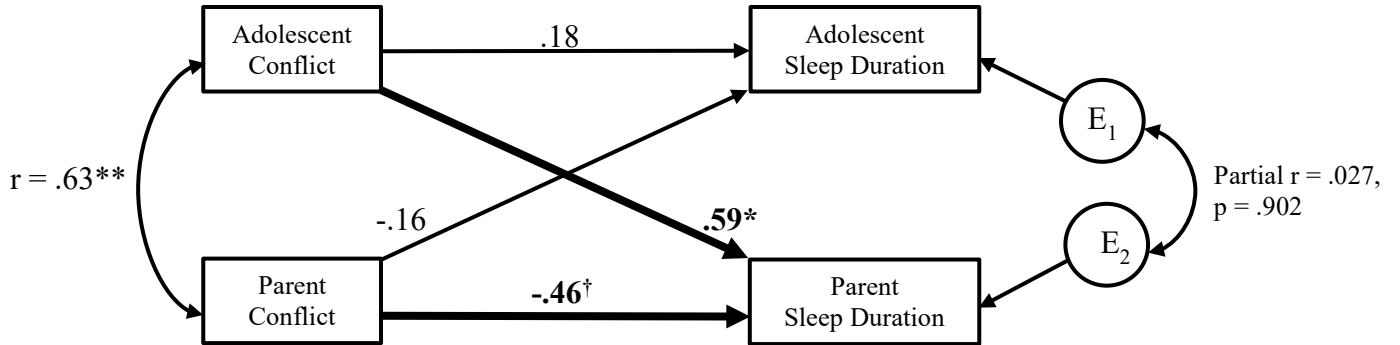 Adolescent
Conflict
.18
Adolescent
Sleep Duration
E1
r = .63**
Partial r = .027,
p = .902
-.16
.59*
E2
Parent
Conflict
-.46†
Parent
Sleep Duration